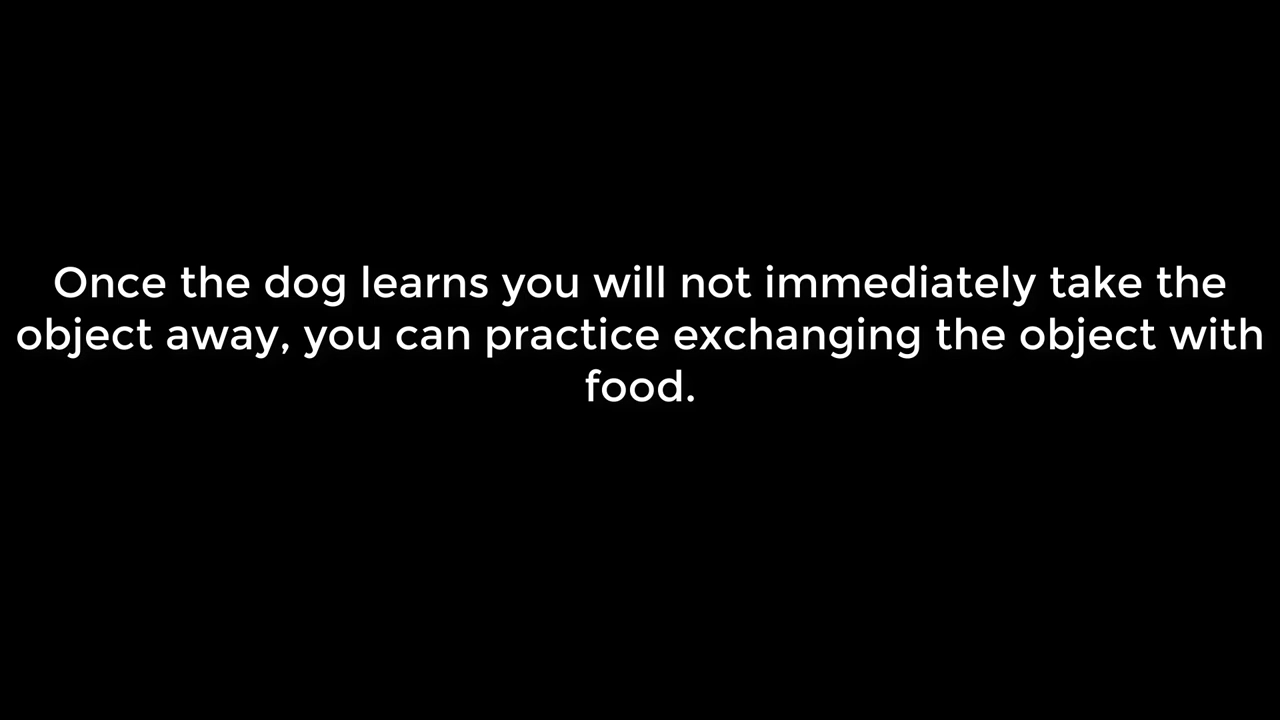 Once the dog learns you will not immediately take the
object away, you can practice exchanging the object with
food.